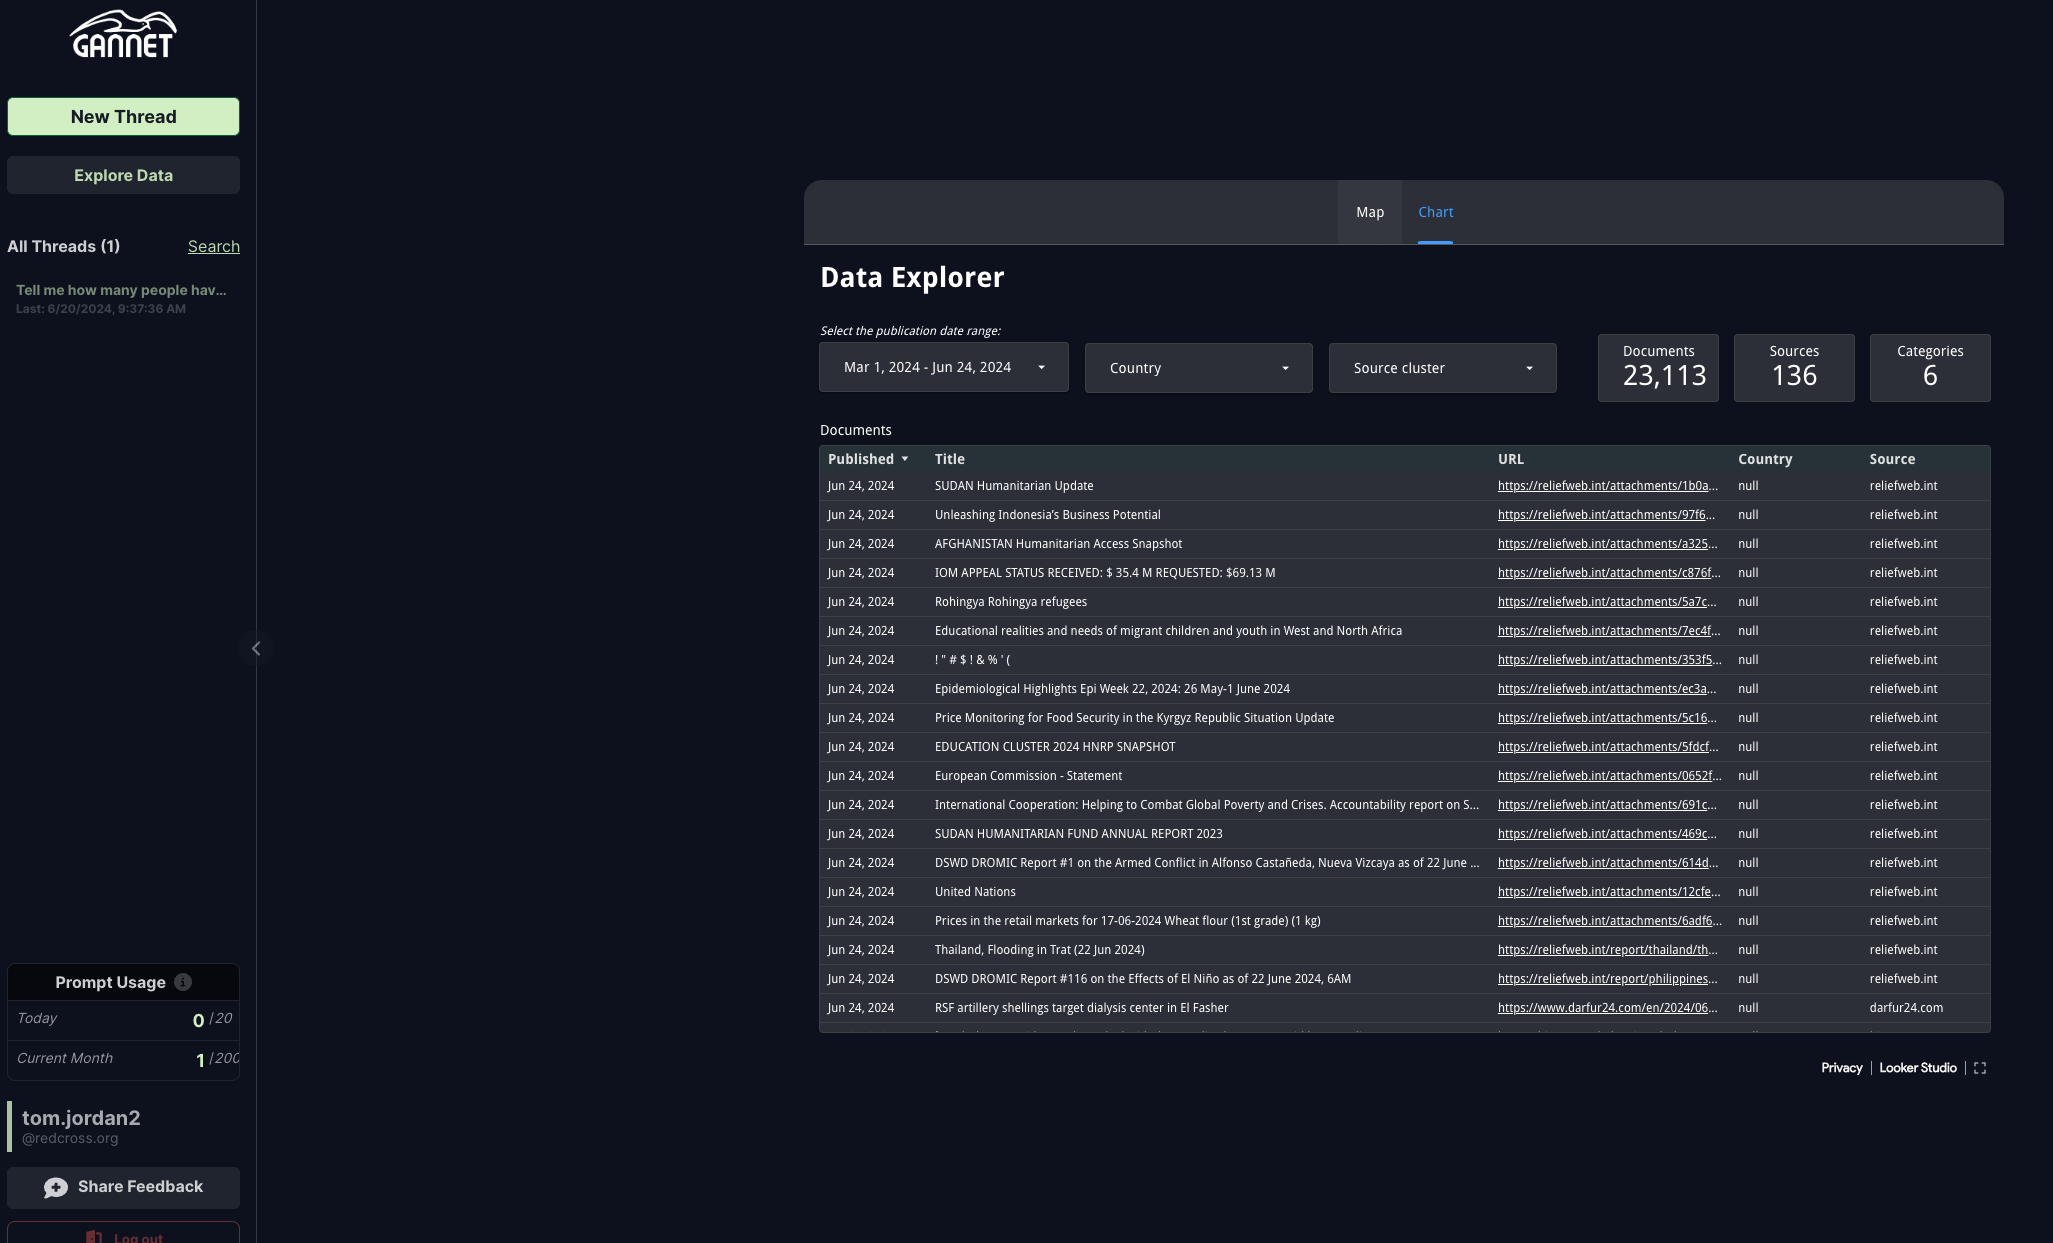 GANNET
New Thread
Explore Data
All Threads (1) Search
Tell me how many people hav...
Last: 6/20/2024, 9:37:36 AM
Prompt Usage
Today 0 /20
Current Month 1 /200
tom.jordan2
@redcross.org
Share Feedback
Log out
Map Chart
Data Explorer
Select the publication date range:
Mar 1, 2024 - Jun 24, 2024 Country Source cluster
Documents Sources Categories
23,113 136 6
Documents
Published Title URL Country Source
Jun 24, 2024 SUDAN Humanitarian Update https://reliefweb.int/attachments/1b0a... null reliefweb.int
Jun 24, 2024 Unleashing Indonesia’s Business Potential https://reliefweb.int/attachments/97f6... null reliefweb.int
Jun 24, 2024 AFGHANISTAN Humanitarian Access Snapshot https://reliefweb.int/attachments/a325... null reliefweb.int
Jun 24, 2024 IOM APPEAL STATUS RECEIVED: $ 35.4 M REQUESTED: $69.13 M https://reliefweb.int/attachments/c876f... null reliefweb.int
Jun 24, 2024 Rohingya Rohingya refugees https://reliefweb.int/attachments/5a7c... null reliefweb.int
Jun 24, 2024 Educational realities and needs of migrant children and youth in West and North Africa https://reliefweb.int/attachments/7ec4f... null reliefweb.int
Jun 24, 2024 ! " # $ ! & % ' ( https://reliefweb.int/attachments/353f5... null reliefweb.int
Jun 24, 2024 Epidemiological Highlights Epi Week 22, 2024: 26 May-1 June 2024 https://reliefweb.int/attachments/ec3a... null reliefweb.int
Jun 24, 2024 Price Monitoring for Food Security in the Kyrgyz Republic Situation Update https://reliefweb.int/attachments/5c16... null reliefweb.int
Jun 24, 2024 EDUCATION CLUSTER 2024 HNRP SNAPSHOT https://reliefweb.int/attachments/5fdcf... null reliefweb.int
Jun 24, 2024 European Commission - Statement https://reliefweb.int/attachments/0652f... null reliefweb.int
Jun 24, 2024 International Cooperation: Helping to Combat Global Poverty and Crises. Accountability report on S... https://reliefweb.int/attachments/691c... null reliefweb.int
Jun 24, 2024 SUDAN HUMANITARIAN FUND ANNUAL REPORT 2023 https://reliefweb.int/attachments/469c... null reliefweb.int
Jun 24, 2024 DSWD DROMIC Report #1 on the Armed Conflict in Alfonso Castañeda, Nueva Vizcaya as of 22 June ... https://reliefweb.int/attachments/614d... null reliefweb.int
Jun 24, 2024 United Nations https://reliefweb.int/attachments/12cfe... null reliefweb.int
Jun 24, 2024 Prices in the retail markets for 17-06-2024 Wheat flour (1st grade) (1 kg) https://reliefweb.int/attachments/6adf6... null reliefweb.int
Jun 24, 2024 Thailand, Flooding in Trat (22 Jun 2024) https://reliefweb.int/report/thailand/th... null reliefweb.int
Jun 24, 2024 DSWD DROMIC Report #116 on the Effects of El Niño as of 22 June 2024, 6AM https://reliefweb.int/report/philippines... null reliefweb.int
Jun 24, 2024 RSF artillery shellings target dialysis center in El Fasher https://www.darfur24.com/en/2024/06... null darfur24.com
Privacy Looker Studio